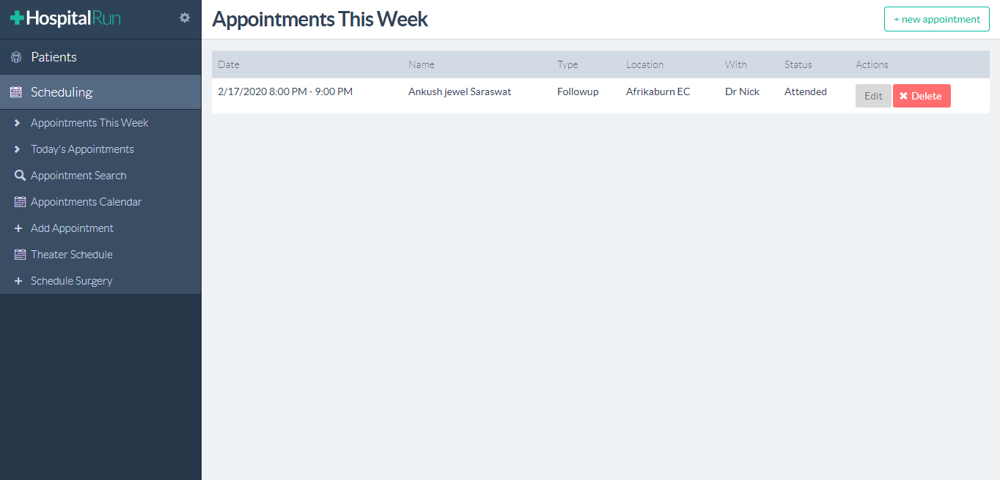 HospitalRun
Appointments This Week
+ new appointment
Patients
Scheduling
Appointments This Week
Today's Appointments
Appointment Search
Appointments Calendar
+ Add Appointment
Theater Schedule
+ Schedule Surgery
Date Name Type Location With Status Actions
2/17/2020 8:00 PM - 9:00 PM Ankush jewel Saraswat Followup Afrikaburn EC Dr Nick Attended Edit Delete